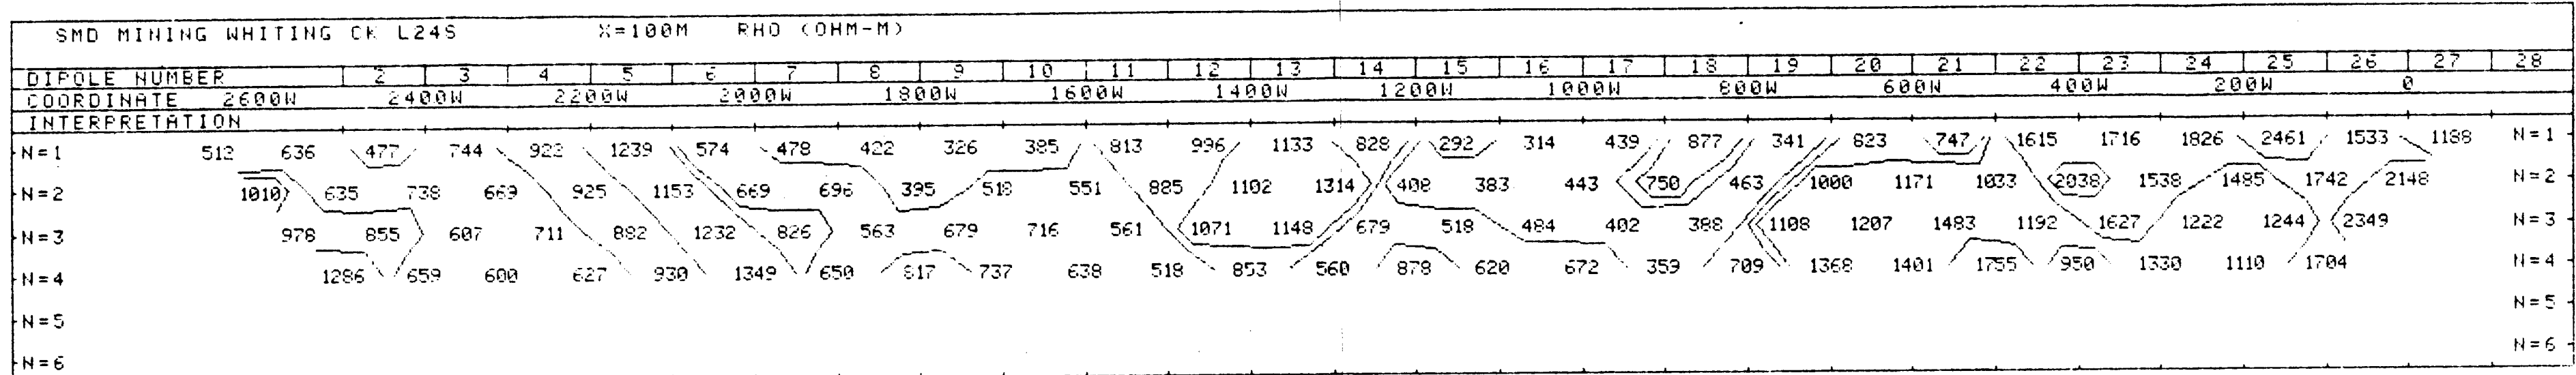 SMD MINING WHITING CK L24S X=100M RHO (OHM-M)
DIPOLE NUMBER 2 3 4 5 6 7 8 9 10 11 12 13 14 15 16 17 18 19 20 21 22 23 24 25 26 27 28
COORDINATE 2600W 2400W 2200W 2000W 1800W 1600W 1400W 1200W 1000W 800W 600W 400W 200W 0
INTERPRETATION
N=1 512 636 477 744 922 1239 574 478 422 326 385 813 996 1133 828 292 314 439 877 341 823 747 1615 1716 1826 2461 1533 1188 N=1
N=2 1010 635 738 669 925 1153 669 696 395 518 551 885 1102 1314 408 383 443 750 463 1000 1171 1033 2038 1538 1485 1742 2148 N=2
N=3 978 855 607 711 882 1232 826 563 679 716 561 1071 1148 679 518 484 402 388 1108 1207 1483 1192 1627 1222 1244 2349 N=3
N=4 1286 659 600 627 930 1349 650 817 737 638 518 853 560 878 620 672 359 709 1368 1401 1755 950 1330 1110 1704 N=4
N=5 N=5
N=6 N=6